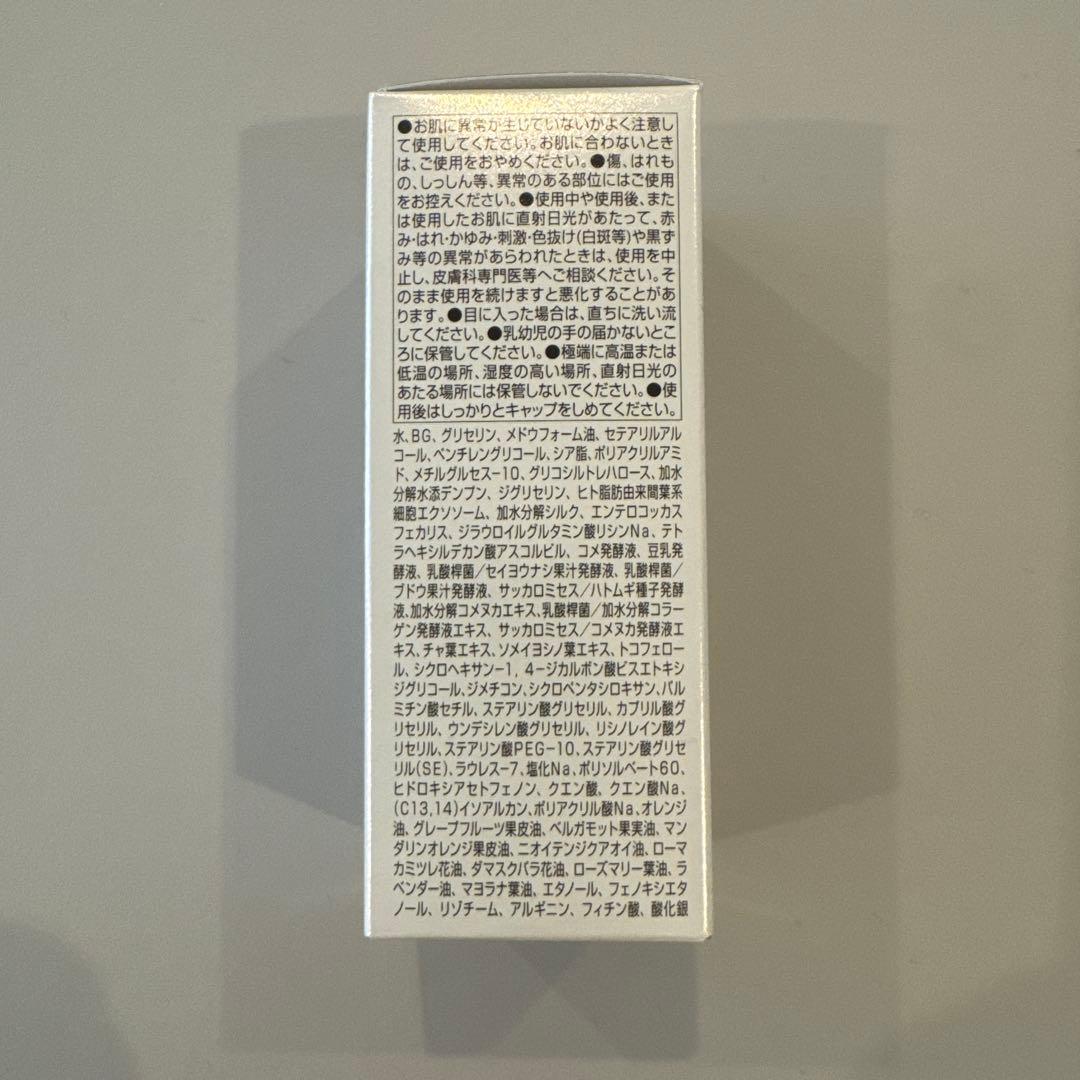 ●お肌に異常が生じていないかよく注意し
て使用してください。お肌に合わないとき
は、ご使用をおやめください。●傷、はれも
の、しっしん等、異常のある部位にはご使用
をお控えください。●使用中や使用後、また
は使用したお肌に直射日光があたって、赤
み・はれ・かゆみ・刺激・色抜け(白斑等)や黒ず
み等の異常があらわれたときは、使用を中
止し、皮膚科専門医等へご相談ください。そ
のまま使用を続けますと悪化することがあ
ります。●目に入った場合は、直ちに洗い流
してください。●乳幼児の手の届かないとこ
ろに保管してください。●極端に高温または
低温の場所、湿度の高い場所、直射日光の
あたる場所には保管しないでください。●使
用後はしっかりとキャップをしめてください。
水、BG、グリセリン、メドウフォーム油、セテアリルアル
コール、ペンチレングリコール、シア脂、ポリアクリルアミ
ド、メチルグルセス-10、グリコシルトレハロース、加水
分解水添デンプン、ジグリセリン、ヒト脂肪由来間葉系
細胞エクソソーム、加水分解シルク、エンテロコッカス
フェカリス、ジラウロイルグルタミン酸リシンNa、テト
ラヘキシルデカン酸アスコルビル、コメ発酵液、豆乳発
酵液、乳酸桿菌/セイヨウナシ果汁発酵液、乳酸桿菌/
ブドウ果汁発酵液、サッカロミセス/ハトムギ種子発酵
液、加水分解コメヌカエキス、乳酸桿菌/加水分解コラー
ゲン発酵液エキス、サッカロミセス/コメヌカ発酵液エ
キス、チャ葉エキス、ソメイヨシノ葉エキス、トコフェロー
ル、シクロヘキサン-1,4-ジカルボン酸ビスエトキシ
ジグリコール、ジメチコン、シクロペンタシロキサン、パル
ミチン酸セチル、ステアリン酸グリセリル、カプリル酸グ
リセリル、ウンデシレン酸グリセリル、リシノレイン酸グ
リセリル、ステアリン酸PEG-10、ステアリン酸グリセ
リル(SE)、ラウレス-7、塩化Na、ポリソルベート60、
ヒドロキシアセトフェノン、クエン酸、クエン酸Na、
(C13,14)イソアルカン、ポリアクリル酸Na、オレンジ
油、グレープフルーツ果皮油、ベルガモット果実油、マン
ダリンオレンジ果皮油、ニオイテンジクアオイ油、ローマ
カミツレ花油、ダマスクバラ花油、ローズマリー葉油、ラ
ベンダー油、マヨラナ葉油、エタノール、フェノキシエタ
ノール、リゾチーム、アルギニン、フィチン酸、酸化銀